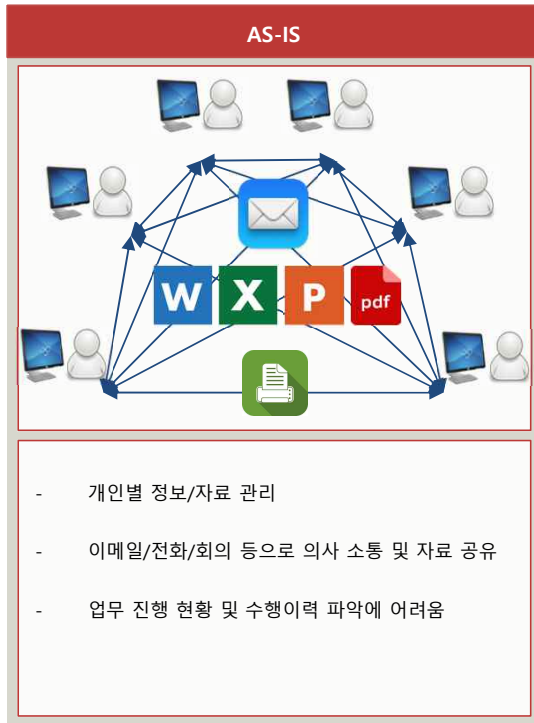 AS-IS
W X P pdf
- 개인별 정보/자료 관리
- 이메일/전화/회의 등으로 의사 소통 및 자료 공유
- 업무 진행 현황 및 수행이력 파악에 어려움